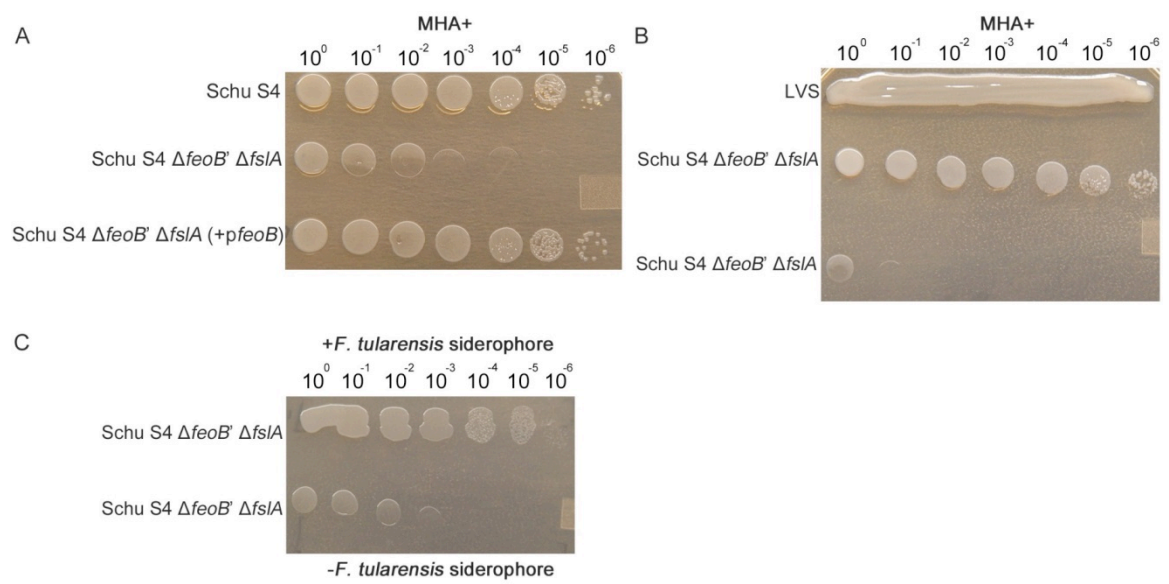 A
MHA+
10⁰ 10⁻¹ 10⁻² 10⁻³ 10⁻⁴ 10⁻⁵ 10⁻⁶
Schu S4
Schu S4 ΔfeoB' ΔfslA
Schu S4 ΔfeoB' ΔfslA (+pfeoB)
B
MHA+
10⁰ 10⁻¹ 10⁻² 10⁻³ 10⁻⁴ 10⁻⁵ 10⁻⁶
LVS
Schu S4 ΔfeoB' ΔfslA
Schu S4 ΔfeoB' ΔfslA
C
+F. tularensis siderophore
10⁰ 10⁻¹ 10⁻² 10⁻³ 10⁻⁴ 10⁻⁵ 10⁻⁶
Schu S4 ΔfeoB' ΔfslA
Schu S4 ΔfeoB' ΔfslA
-F. tularensis siderophore